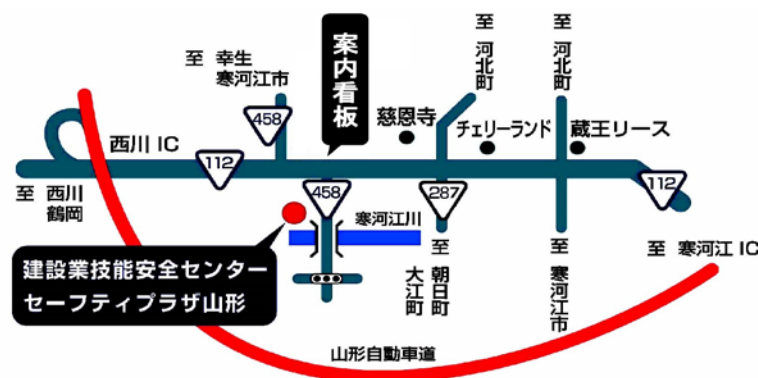 至 河北町
至 河北町
案内看板
至 幸生
寒河江市
458
慈恩寺
チェリーランド
蔵王リース
西川 IC
112
458
287
112
至 西川
鶴岡
寒河江川
建設業技能安全センター
セーフティプラザ山形
至 朝日町
大江町
至 寒河江市
至 寒河江 IC
山形自動車道